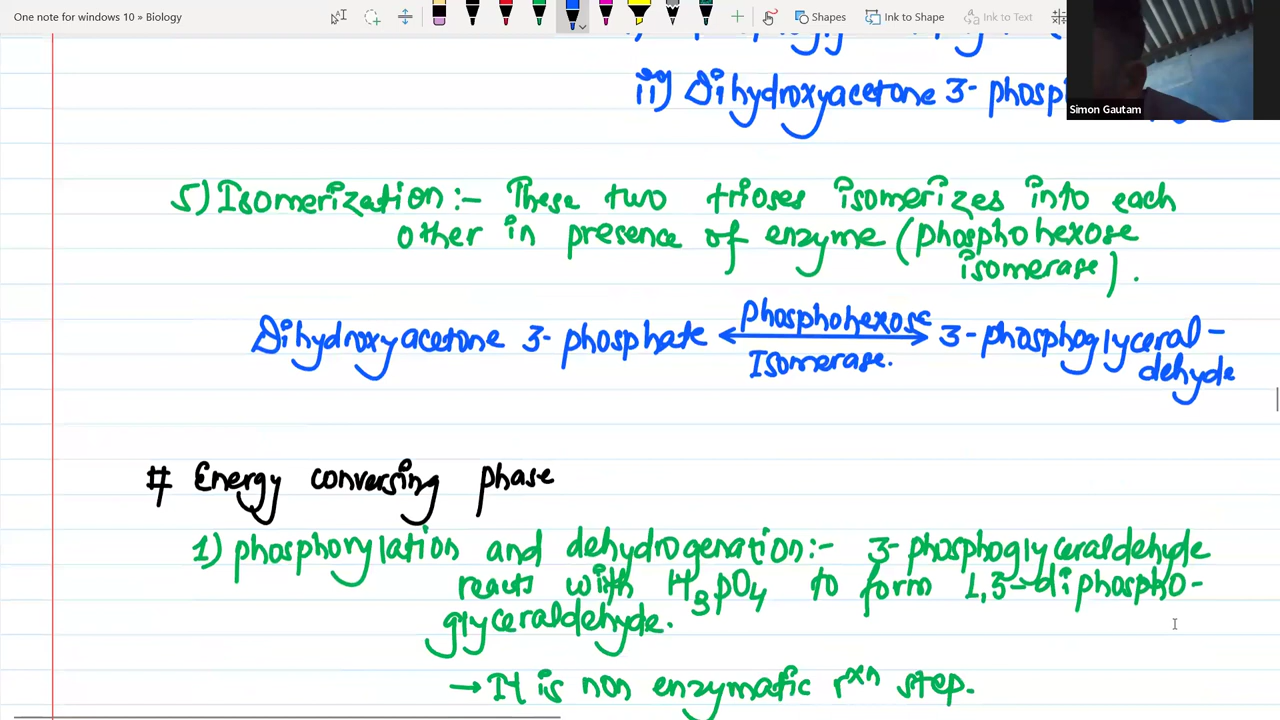 One note for windows 10 » Biology
Shapes
Ink to Shape
Ink to Text
Simon Gautam
ii) Dihydroxyacetone 3-
5) Isomerization:- These two trioses isomerizes into each
other in presence of enzyme (phosphohexose
isomerase).
Dihydroxyacetone 3-phosphate ⟷ 3-phosphoglyceral-
Phosphohexose
Isomerase.
dehyde
# Energy conversing phase
1) phosphorylation and dehydrogenation:- 3-phosphoglyceraldehyde
reacts with H3PO4 to form 1,3-diphospho-
glyceraldehyde.
→ It is non enzymatic rxn step.